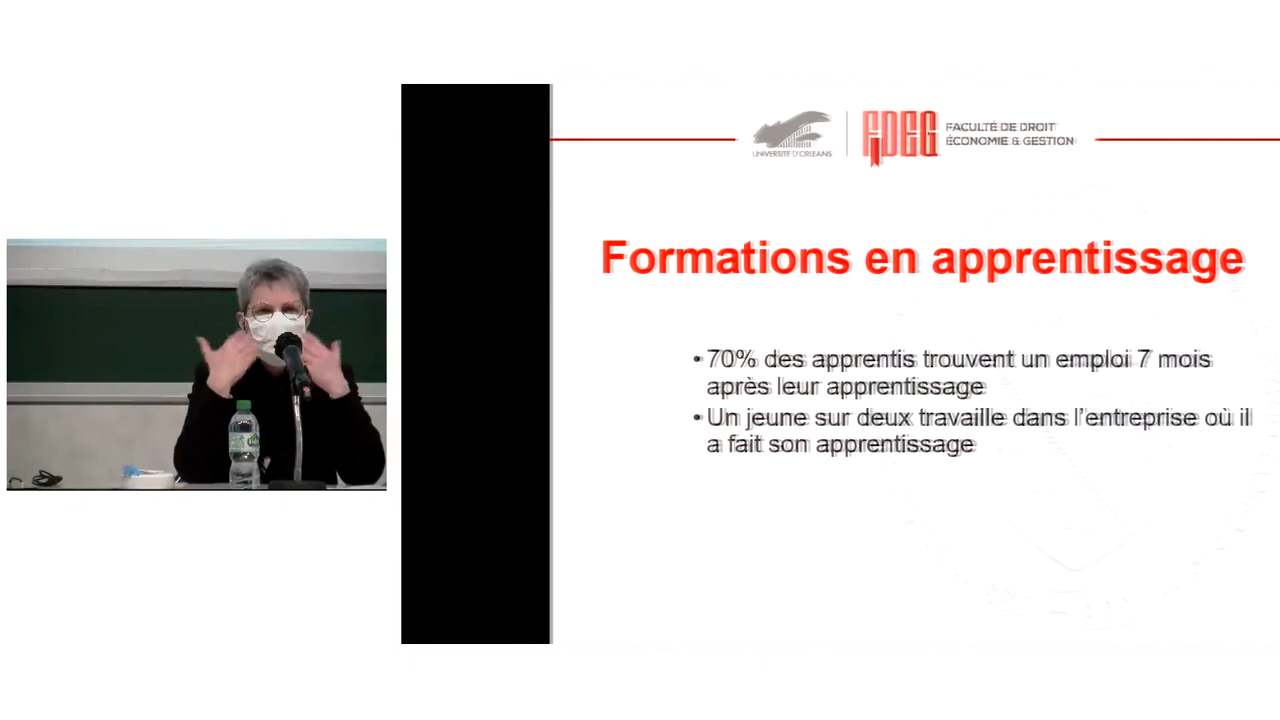 UNIVERSITÉ D'ORLÉANS
FDEG
FACULTÉ DE DROIT
ÉCONOMIE & GESTION
Formations en apprentissage
• 70% des apprentis trouvent un emploi 7 mois
après leur apprentissage
• Un jeune sur deux travaille dans l'entreprise où il
a fait son apprentissage